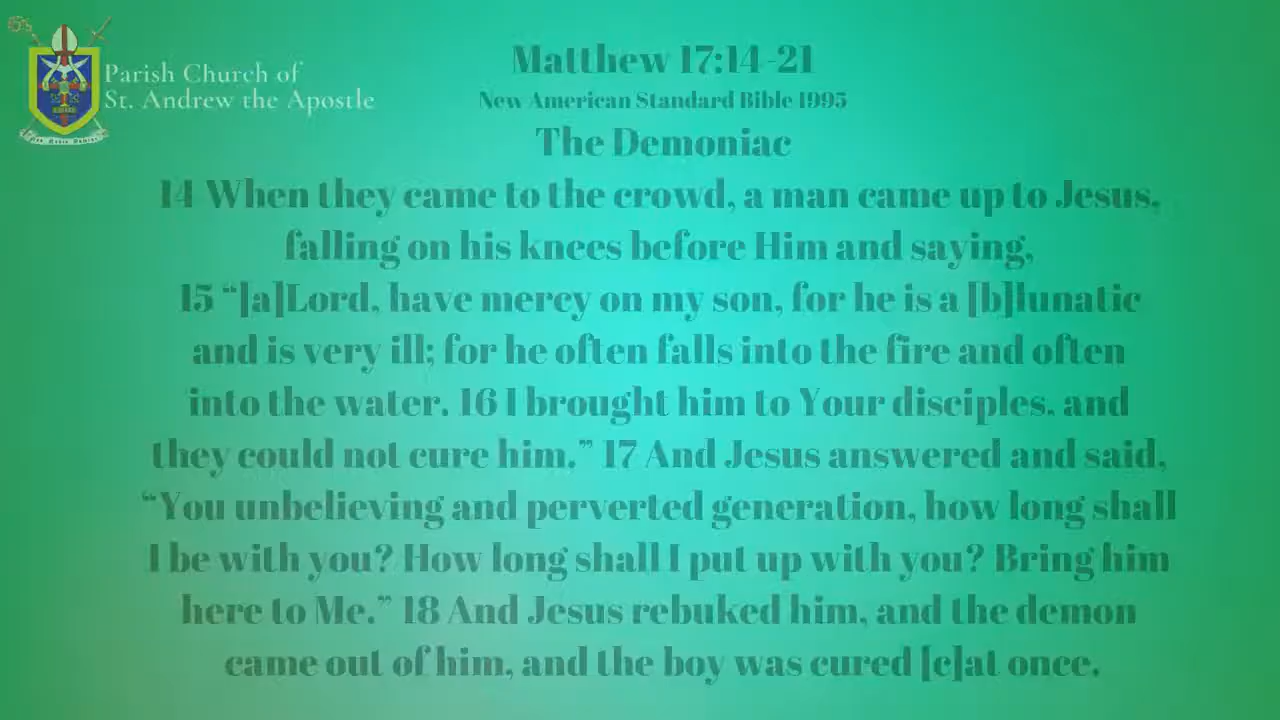 Parish Church of
St. Andrew the Apostle
Matthew 17:14-21
New American Standard Bible 1995
The Demoniac
14 When they came to the crowd, a man came up to Jesus,
falling on his knees before Him and saying,
15 “[a]Lord, have mercy on my son, for he is a [b]lunatic
and is very ill; for he often falls into the fire and often
into the water. 16 I brought him to Your disciples, and
they could not cure him.” 17 And Jesus answered and said,
“You unbelieving and perverted generation, how long shall
I be with you? How long shall I put up with you? Bring him
here to Me.” 18 And Jesus rebuked him, and the demon
came out of him, and the boy was cured [c]at once.